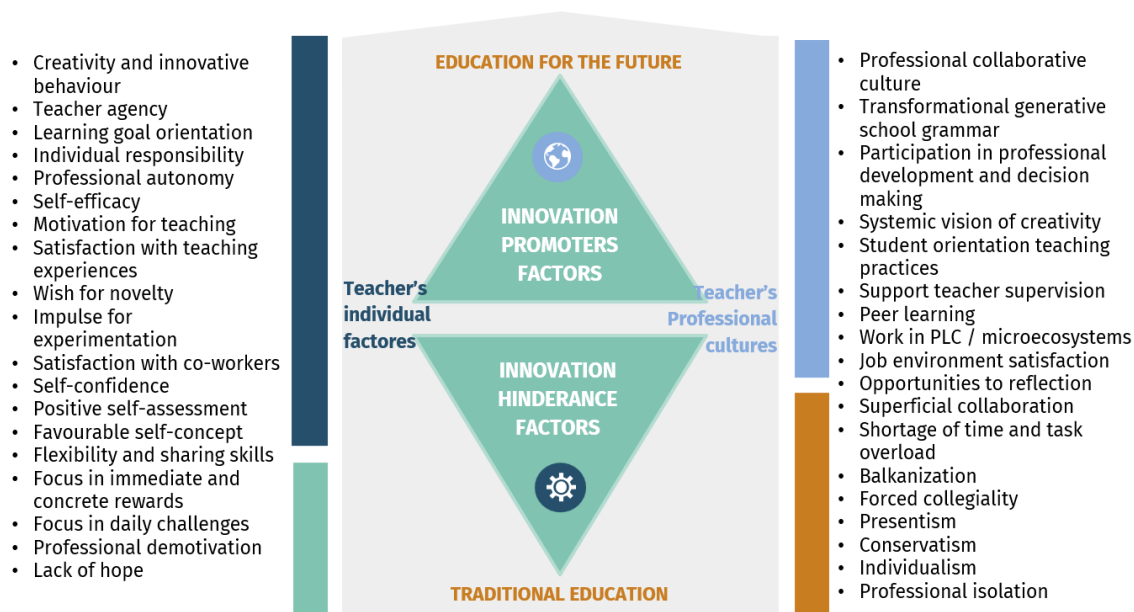 • Creativity and innovative
behaviour
• Teacher agency
• Learning goal orientation
• Individual responsibility
• Professional autonomy
• Self-efficacy
• Motivation for teaching
• Satisfaction with teaching
experiences
• Wish for novelty
• Impulse for
experimentation
• Satisfaction with co-workers
• Self-confidence
• Positive self-assessment
• Favourable self-concept
• Flexibility and sharing skills
• Focus in immediate and
concrete rewards
• Focus in daily challenges
• Professional demotivation
• Lack of hope
EDUCATION FOR THE FUTURE
INNOVATION
PROMOTERS
FACTORS
Teacher's
individual
factores
Teacher's
Professional
cultures
INNOVATION
HINDERANCE
FACTORS
TRADITIONAL EDUCATION
• Professional collaborative
culture
• Transformational generative
school grammar
• Participation in professional
development and decision
making
• Systemic vision of creativity
• Student orientation teaching
practices
• Support teacher supervision
• Peer learning
• Work in PLC / microecosystems
• Job environment satisfaction
• Opportunities to reflection
• Superficial collaboration
• Shortage of time and task
overload
• Balkanization
• Forced collegiality
• Presentism
• Conservatism
• Individualism
• Professional isolation